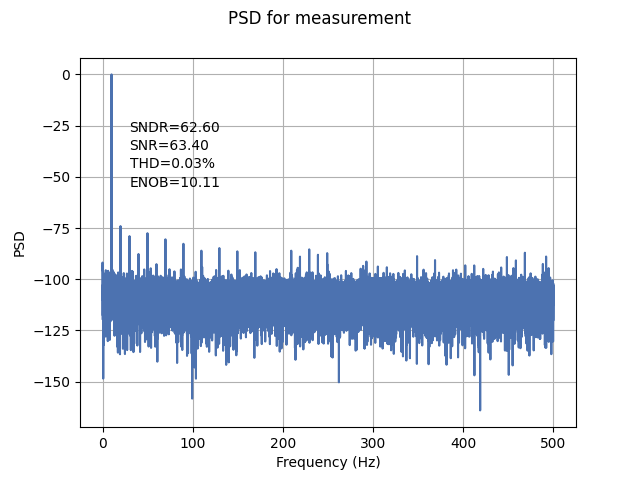 PSD for measurement
0
−25
−50
−75
−100
−125
−150
PSD
SNDR=62.60
SNR=63.40
THD=0.03%
ENOB=10.11
0
100
200
300
400
500
Frequency (Hz)